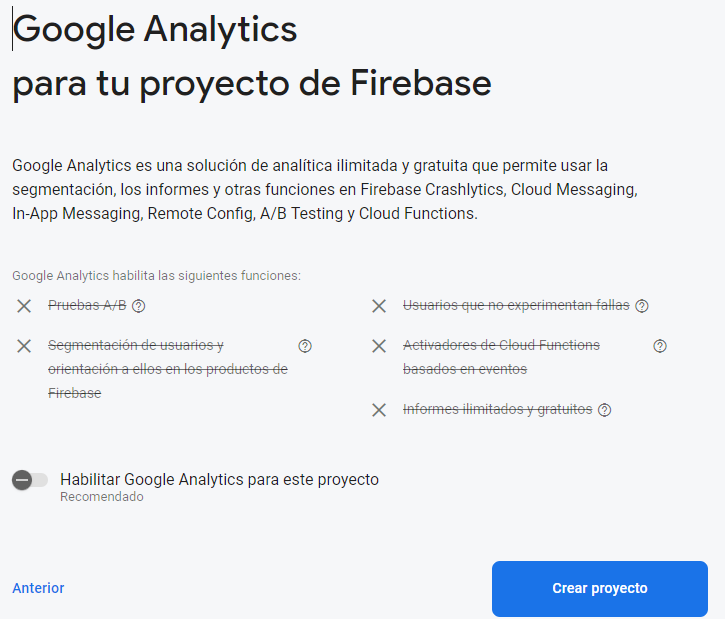 Google Analytics
para tu proyecto de Firebase
Google Analytics es una solución de analítica ilimitada y gratuita que permite usar la
segmentación, los informes y otras funciones en Firebase Crashlytics, Cloud Messaging,
In-App Messaging, Remote Config, A/B Testing y Cloud Functions.
Google Analytics habilita las siguientes funciones:
Pruebas A/B
Segmentación de usuarios y
orientación a ellos en los productos de
Firebase
Usuarios que no experimentan fallas
Activadores de Cloud Functions
basados en eventos
Informes ilimitados y gratuitos
Habilitar Google Analytics para este proyecto
Recomendado
Anterior
Crear proyecto